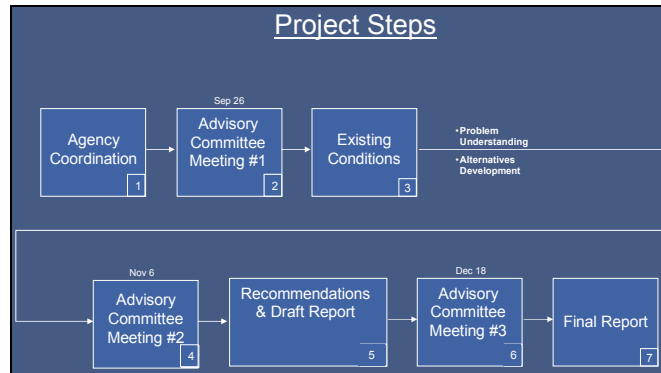 Project Steps
Agency
Coordination
1
Sep 26
Advisory
Committee
Meeting #1
2
Existing
Conditions
3
•Problem
Understanding
•Alternatives
Development
Nov 6
Advisory
Committee
Meeting #2
4
Recommendations
& Draft Report
5
Dec 18
Advisory
Committee
Meeting #3
6
Final Report
7